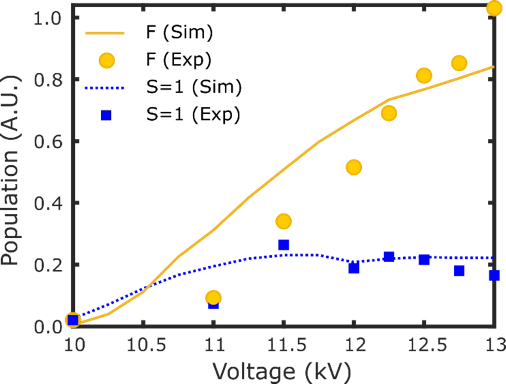 1.0
0.8
0.6
0.4
0.2
0.0
Population (A.U.)
F (Sim)
F (Exp)
S=1 (Sim)
S=1 (Exp)
10 10.5 11 11.5 12 12.5 13
Voltage (kV)